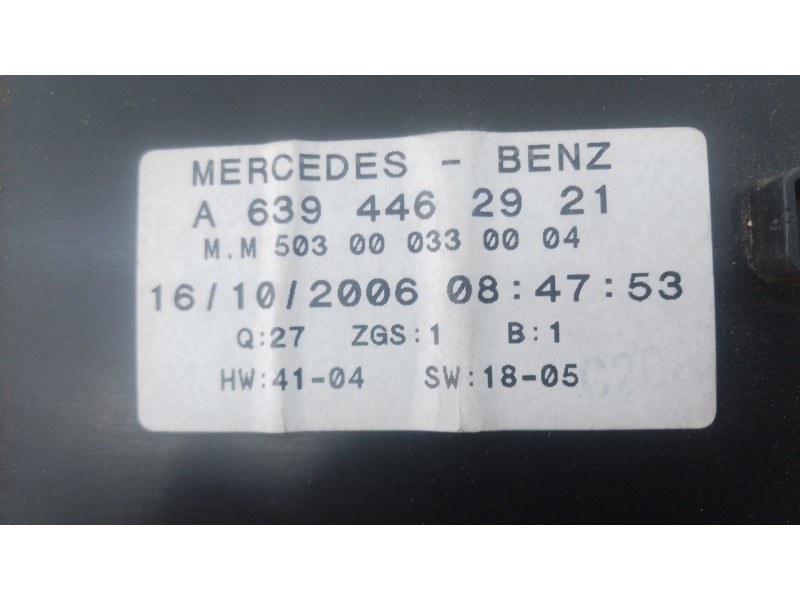 MERCEDES - BENZ
A 639 446 29 21
M.M 503 00 033 00 04
16/10/2006 08:47:53
Q:27 ZGS:1 B:1
HW:41-04 SW:18-05